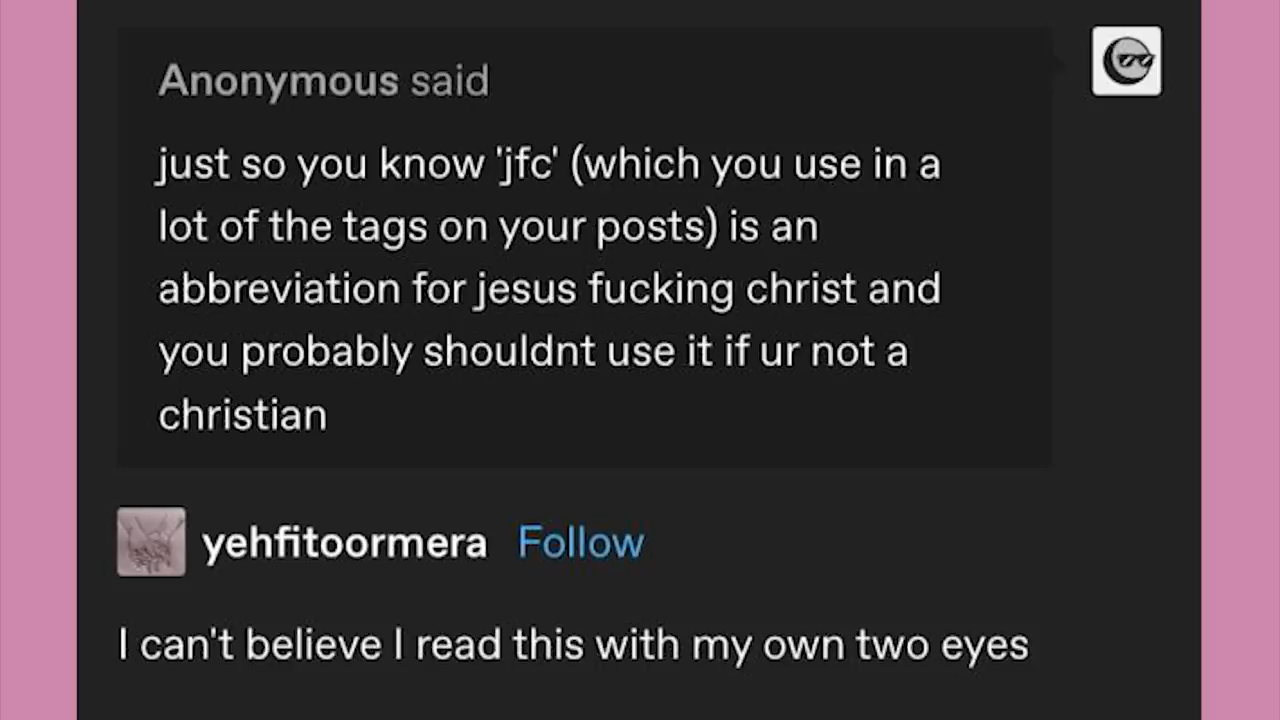 Anonymous said
just so you know 'jfc' (which you use in a
lot of the tags on your posts) is an
abbreviation for jesus fucking christ and
you probably shouldnt use it if ur not a
christian
yehfitoormera Follow
I can't believe I read this with my own two eyes